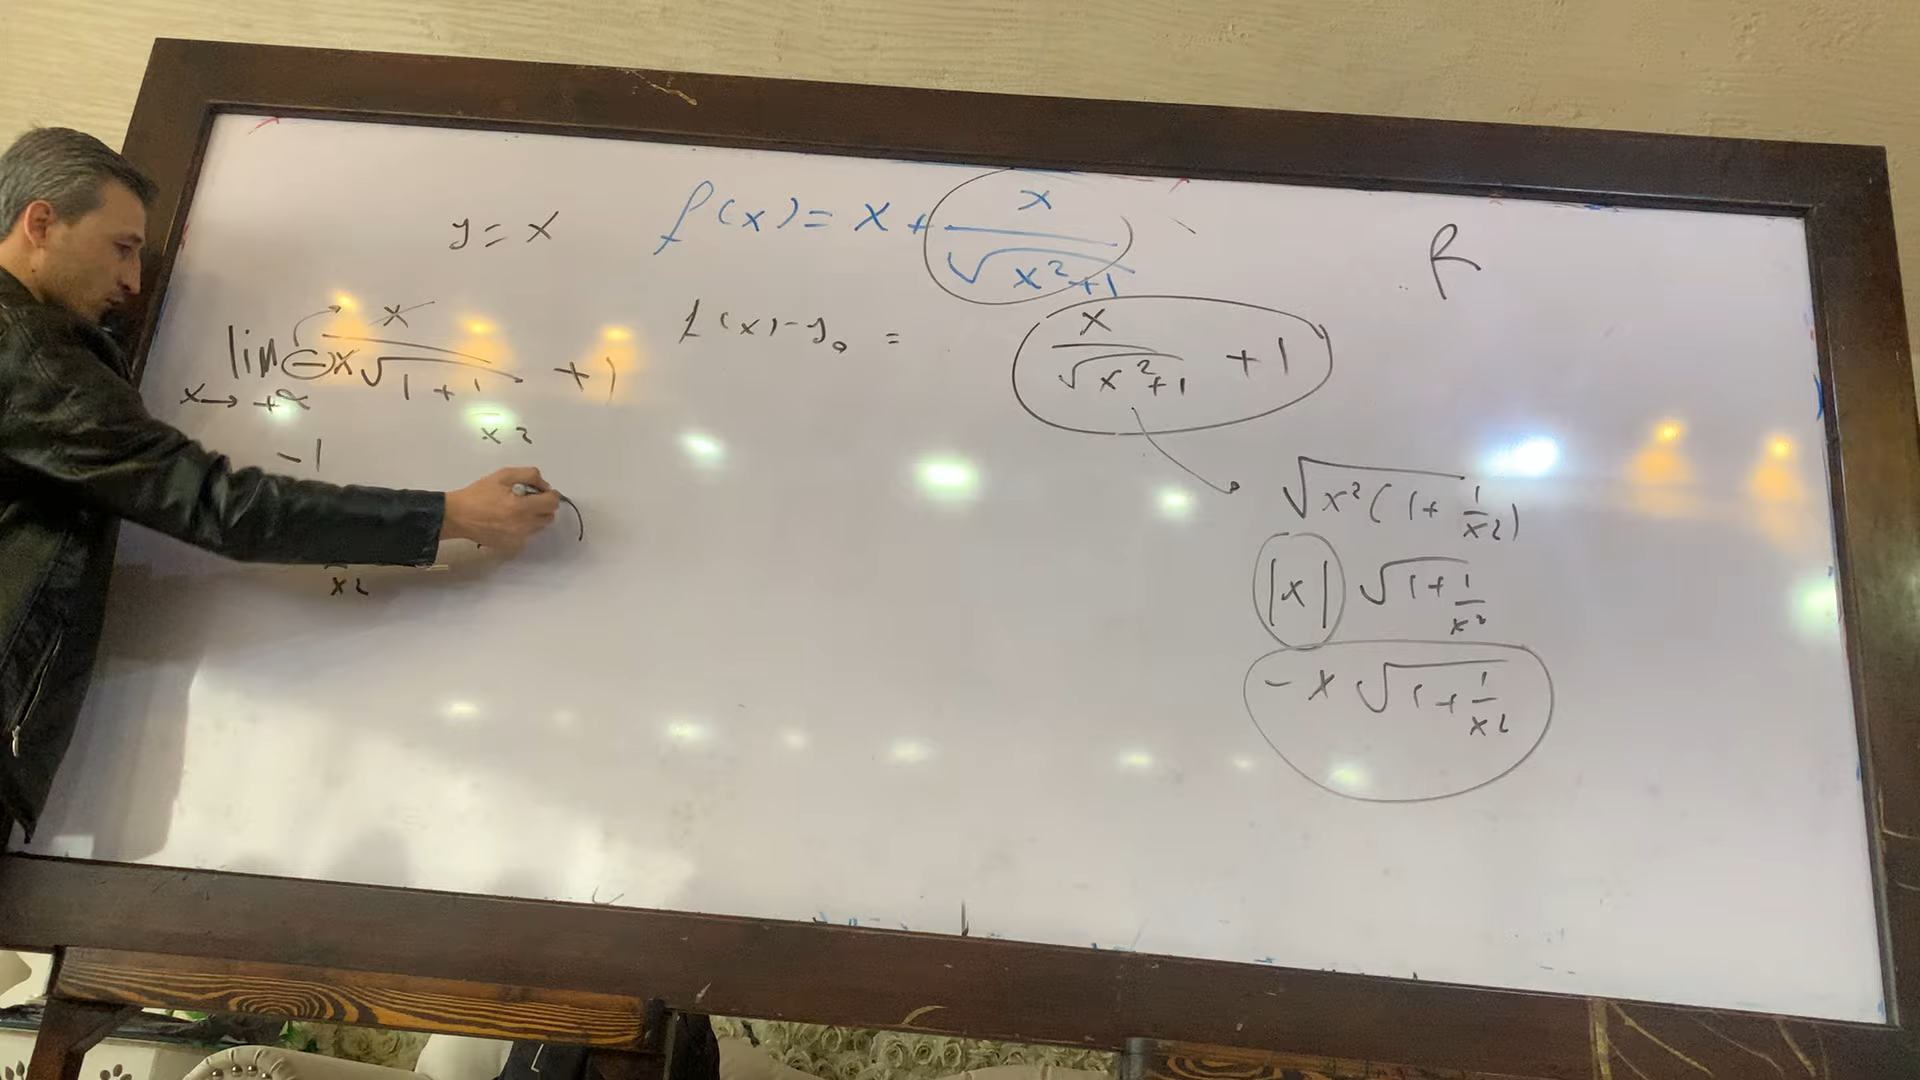 y = x
f(x) = x + x / √(x²+1)
R
f(x) - y₀ = x / √(x²+1) + 1
lim x→+∞ x / (-x√(1 + 1/x²)) + 1
-1
x²
√(x²(1 + 1/x²))
|x| √(1 + 1/x²)
-x √(1 + 1/x²)